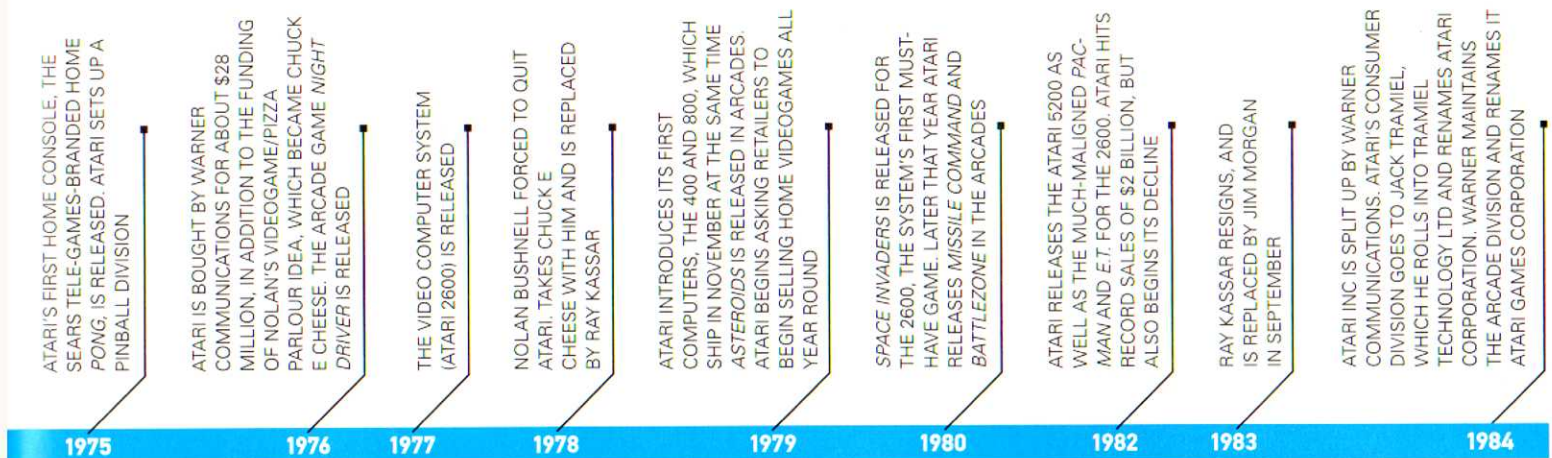 ATARI'S FIRST HOME CONSOLE, THE
SEARS TELE-GAMES-BRANDED HOME
PONG, IS RELEASED. ATARI SETS UP A
PINBALL DIVISION
1975
ATARI IS BOUGHT BY WARNER
COMMUNICATIONS FOR ABOUT $28
MILLION, IN ADDITION TO THE FUNDING
OF NOLAN'S VIDEOGAME/PIZZA
PARLOUR IDEA, WHICH BECAME CHUCK
E CHEESE. THE ARCADE GAME NIGHT
DRIVER IS RELEASED
1976
THE VIDEO COMPUTER SYSTEM
(ATARI 2600) IS RELEASED
1977
NOLAN BUSHNELL FORCED TO QUIT
ATARI. TAKES CHUCK E
CHEESE WITH HIM AND IS REPLACED
BY RAY KASSAR
1978
ATARI INTRODUCES ITS FIRST
COMPUTERS, THE 400 AND 800, WHICH
SHIP IN NOVEMBER AT THE SAME TIME
ASTEROIDS IS RELEASED IN ARCADES.
ATARI BEGINS ASKING RETAILERS TO
BEGIN SELLING HOME VIDEOGAMES ALL
YEAR ROUND
1979
SPACE INVADERS IS RELEASED FOR
THE 2600, THE SYSTEM'S FIRST MUST-
HAVE GAME. LATER THAT YEAR ATARI
RELEASES MISSILE COMMAND AND
BATTLEZONE IN THE ARCADES
1980
ATARI RELEASES THE ATARI 5200 AS
WELL AS THE MUCH-MALIGNED PAC-
MAN AND E.T. FOR THE 2600. ATARI HITS
RECORD SALES OF $2 BILLION, BUT
ALSO BEGINS ITS DECLINE
1982
RAY KASSAR RESIGNS, AND
IS REPLACED BY JIM MORGAN
IN SEPTEMBER
1983
ATARI INC IS SPLIT UP BY WARNER
COMMUNICATIONS. ATARI'S CONSUMER
DIVISION GOES TO JACK TRAMIEL,
WHICH HE ROLLS INTO TRAMIEL
TECHNOLOGY LTD AND RENAMES ATARI
CORPORATION. WARNER MAINTAINS
THE ARCADE DIVISION AND RENAMES IT
ATARI GAMES CORPORATION
1984